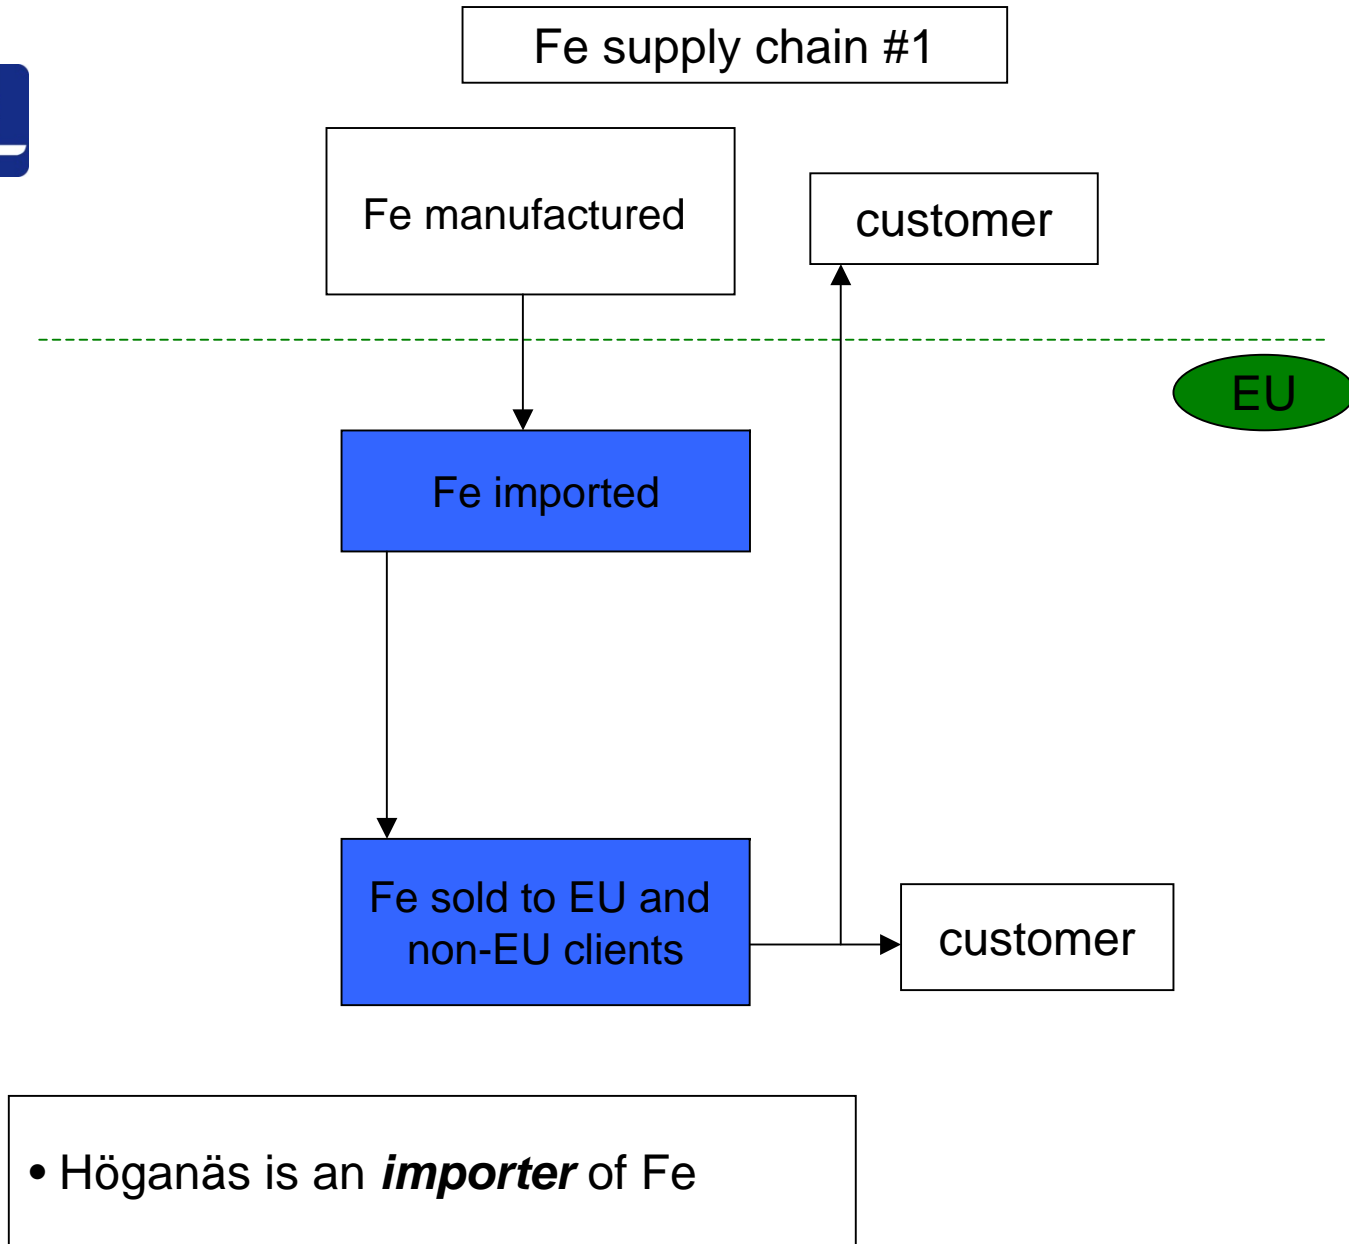 Fe supply chain #1
Fe manufactured
customer
EU
Fe imported
Fe sold to EU and
non-EU clients
customer
• Höganäs is an importer of Fe